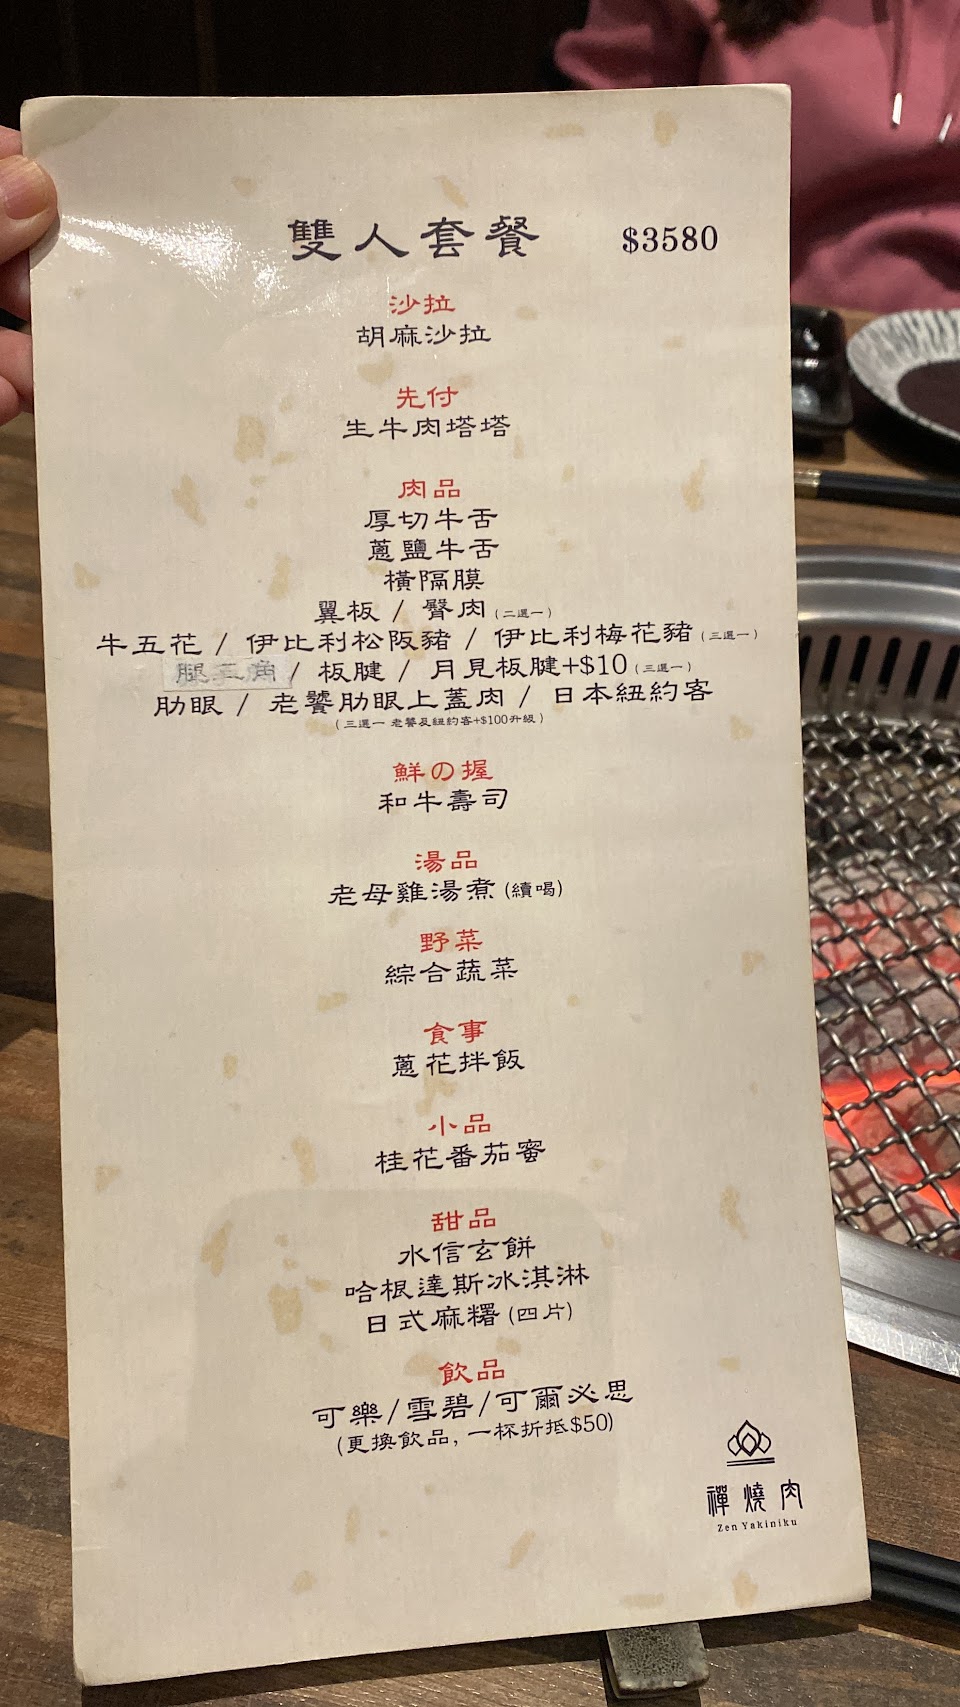 雙人套餐 $3580
沙拉
胡麻沙拉
先付
生牛肉塔塔
肉品
厚切牛舌
蔥鹽牛舌
橫隔膜
翼板 / 臀肉 (二選一)
牛五花 / 伊比利松阪豬 / 伊比利梅花豬 (三選一)
腿三角 / 板腱 / 月見板腱+$10 (三選一)
肋眼 / 老饕肋眼上蓋肉 / 日本紐約客
(三選一 老饕及紐約客+$100升級)
鮮の握
和牛壽司
湯品
老母雞湯煮 (續喝)
野菜
綜合蔬菜
食事
蔥花拌飯
小品
桂花番茄蜜
甜品
水信玄餅
哈根達斯冰淇淋
日式麻糬 (四片)
飲品
可樂/雪碧/可爾必思
(更換飲品, 一杯折抵$50)
禪燒肉
Zen Yakiniku